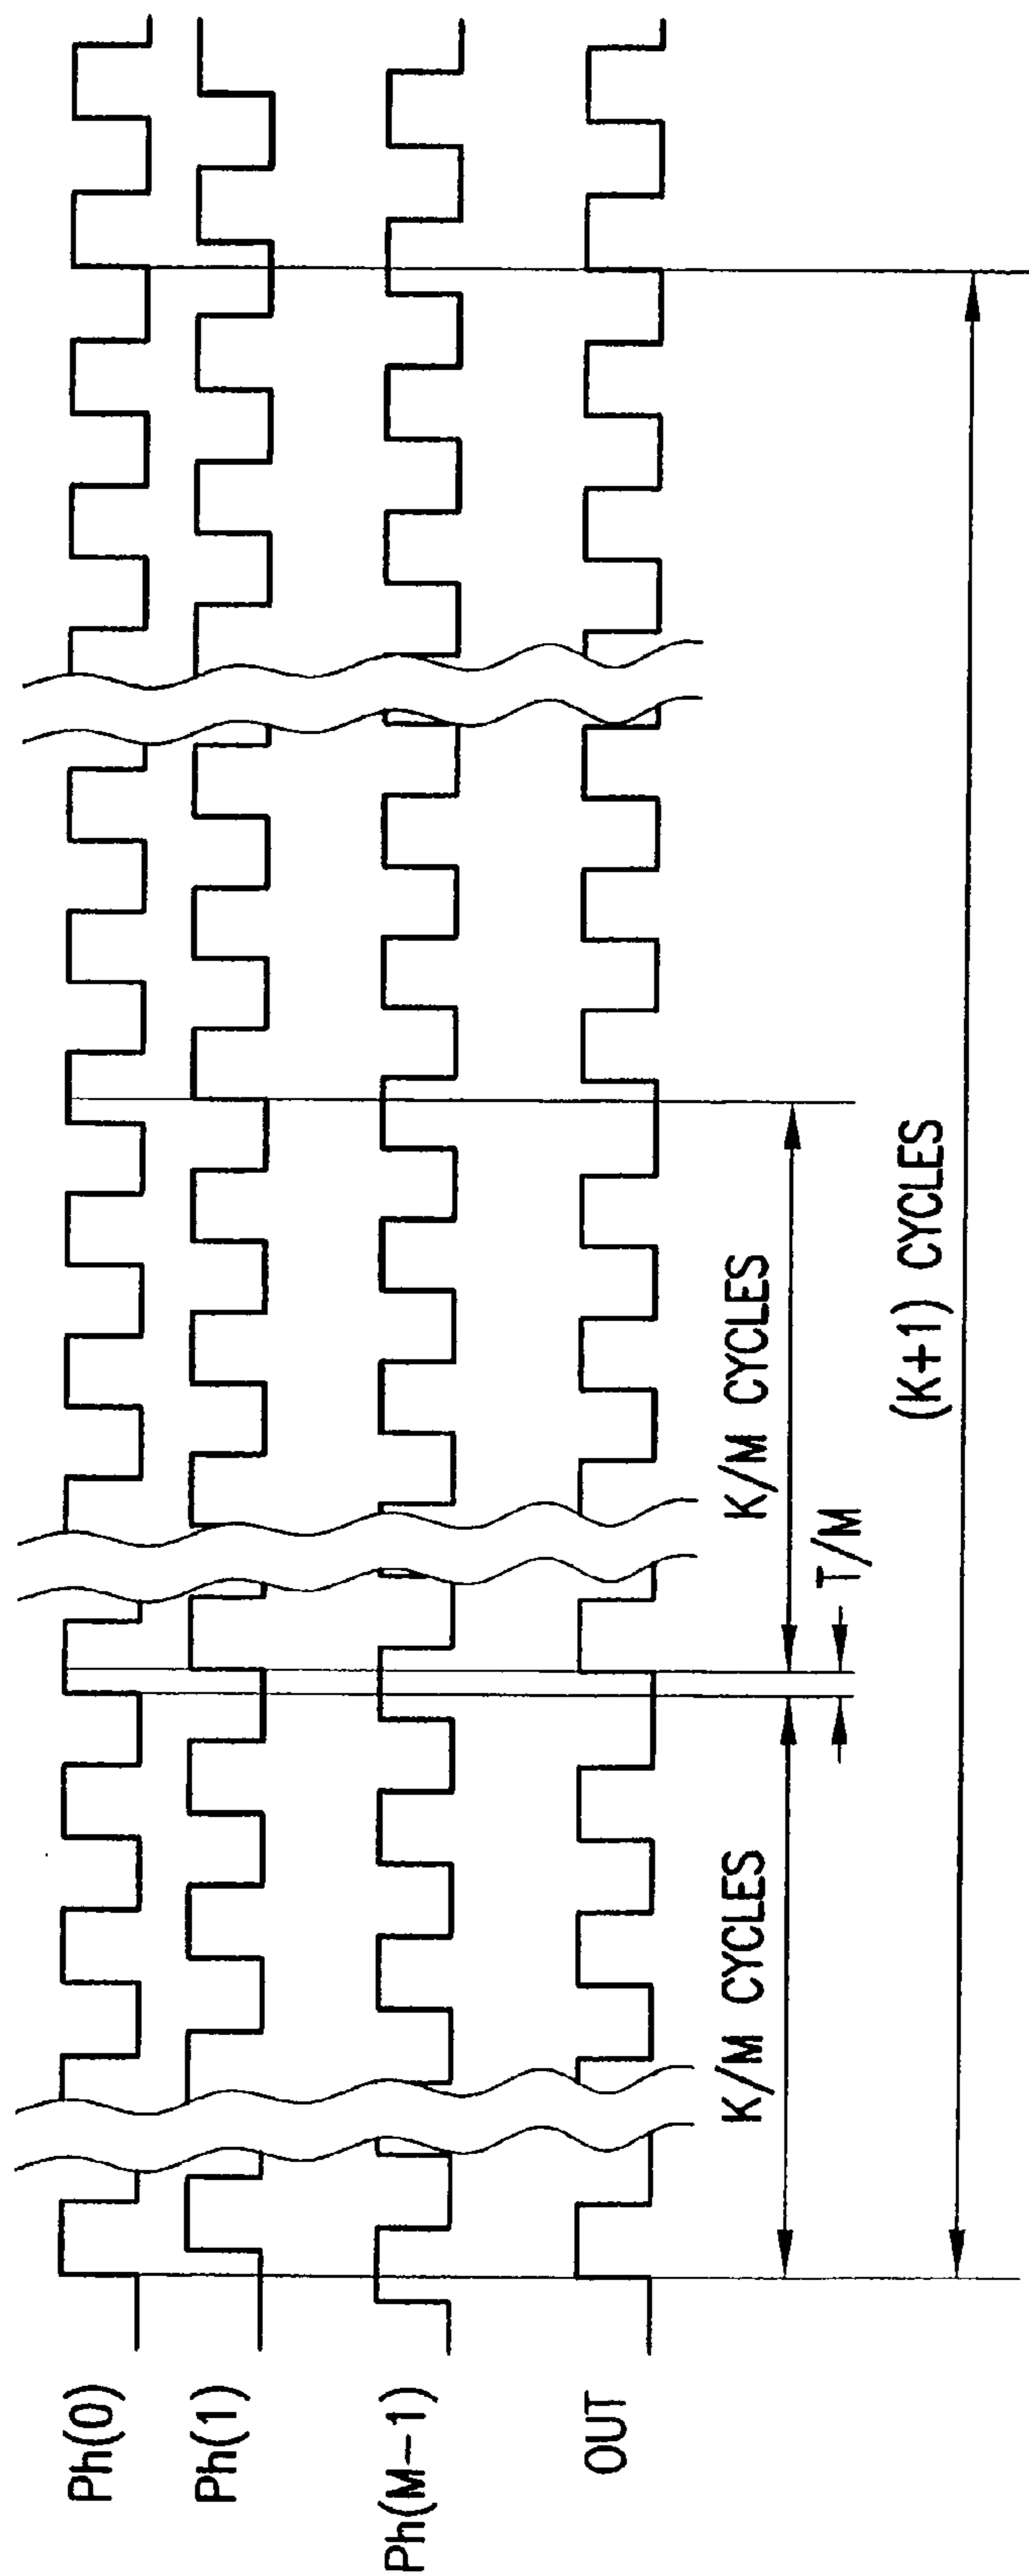 Ph(0)
Ph(1)
Ph(M-1)
OUT
K/M CYCLES
K/M CYCLES
T/M
(K+1) CYCLES